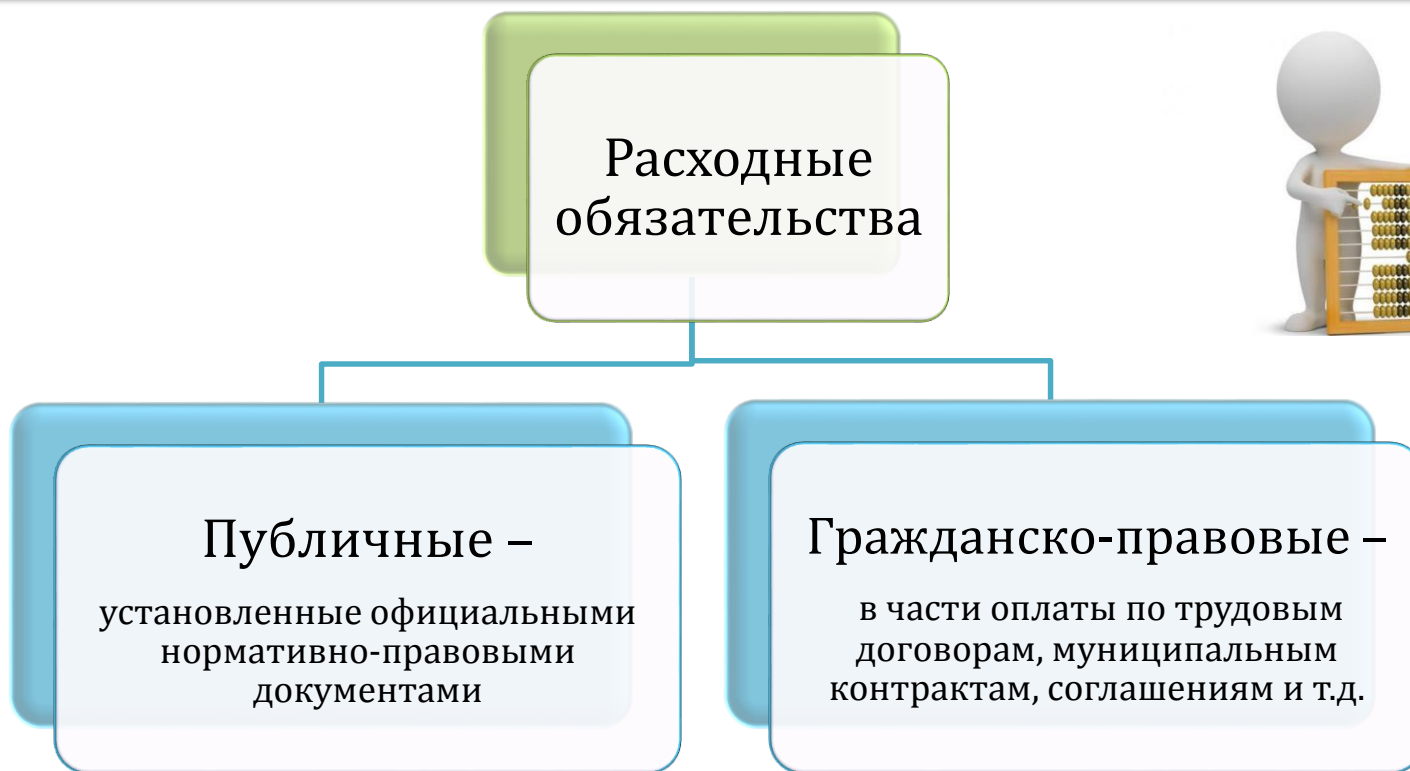 Расходные
обязательства
Публичные –
установленные официальными
нормативно-правовыми
документами
Гражданско-правовые –
в части оплаты по трудовым
договорам, муниципальным
контрактам, соглашениям и т.д.